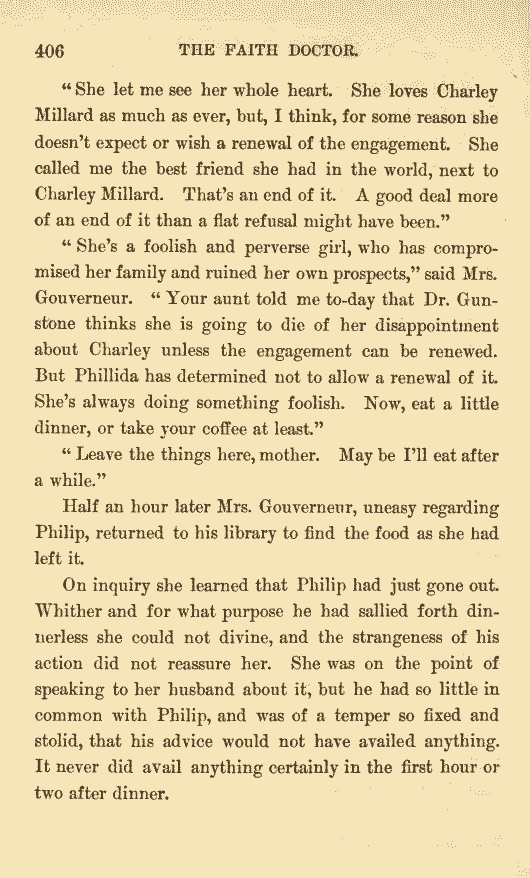 406 THE FAITH DOCTOR.
“She let me see her whole heart. She loves Charley
Millard as much as ever, but, I think, for some reason she
doesn’t expect or wish a renewal of the engagement. She
called me the best friend she had in the world, next to
Charley Millard. That’s an end of it. A good deal more
of an end of it than a flat refusal might have been.”
“She’s a foolish and perverse girl, who has compro-
mised her family and ruined her own prospects,” said Mrs.
Gouverneur. “Your aunt told me to-day that Dr. Gun-
stone thinks she is going to die of her disappointment
about Charley unless the engagement can be renewed.
But Phillida has determined not to allow a renewal of it.
She’s always doing something foolish. Now, eat a little
dinner, or take your coffee at least.”
“Leave the things here, mother. May be I’ll eat after
a while.”
Half an hour later Mrs. Gouverneur, uneasy regarding
Philip, returned to his library to find the food as she had
left it.
On inquiry she learned that Philip had just gone out.
Whither and for what purpose he had sallied forth din-
nerless she could not divine, and the strangeness of his
action did not reassure her. She was on the point of
speaking to her husband about it, but he had so little in
common with Philip, and was of a temper so fixed and
stolid, that his advice would not have availed anything.
It never did avail anything certainly in the first hour or
two after dinner.